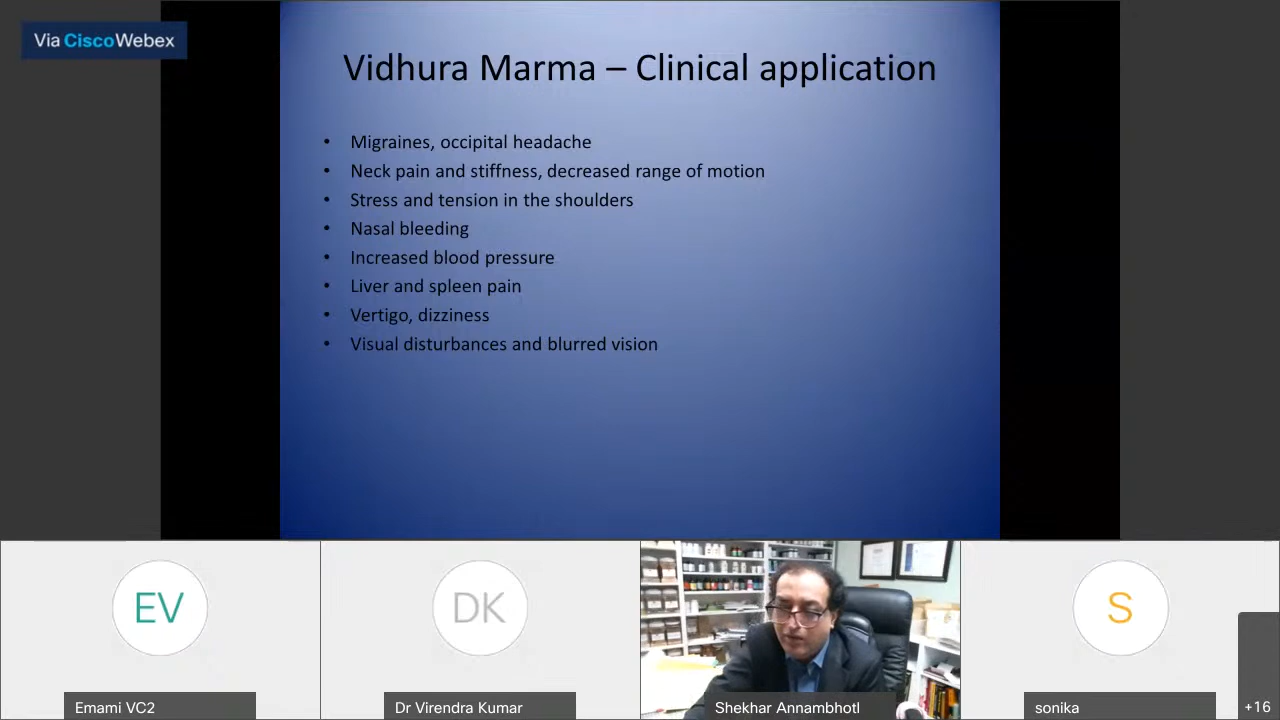 Via CiscoWebex
Vidhura Marma – Clinical application
• Migraines, occipital headache
• Neck pain and stiffness, decreased range of motion
• Stress and tension in the shoulders
• Nasal bleeding
• Increased blood pressure
• Liver and spleen pain
• Vertigo, dizziness
• Visual disturbances and blurred vision
EV
DK
S
Emami VC2
Dr Virendra Kumar
Shekhar Annambhotl
sonika
+16